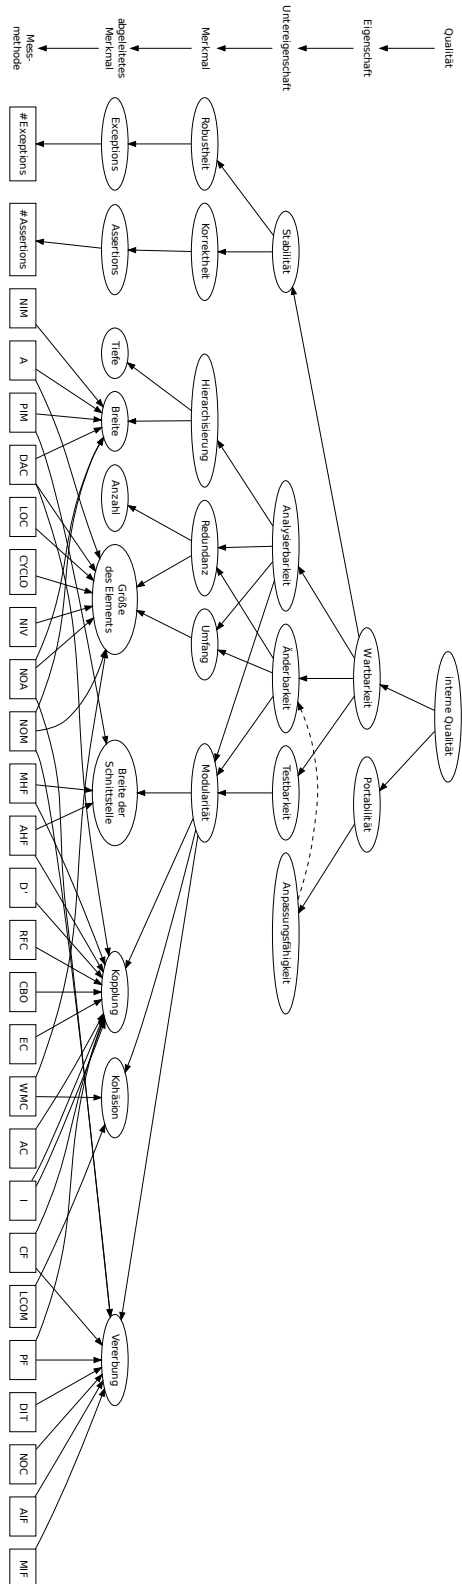 Qualität
Eigenschaft
Untereigenschaft
Merkmal
abgeleitetes
Merkmal
Mess-
methode
interne Qualität
Wartbarkeit
Portabilität
Stabilität
Analysierbarkeit
Änderbarkeit
Testbarkeit
Anpassungsfähigkeit
Robustheit
Korrektheit
Hierarchisierung
Redundanz
Umfang
Modularität
Exceptions
Assertions
Tiefe
Breite
Anzahl
Größe
des Elements
Breite der
Schnittstelle
Kopplung
Kohäsion
Vererbung
#Exceptions
#Assertions
NIM
A
PIM
DAC
LOC
CYCLO
NIV
NOA
NOM
MHF
AHF
D'
RFC
CBO
EC
WMC
AC
I
CF
LCOM
PF
DIT
NOC
AIF
MIF